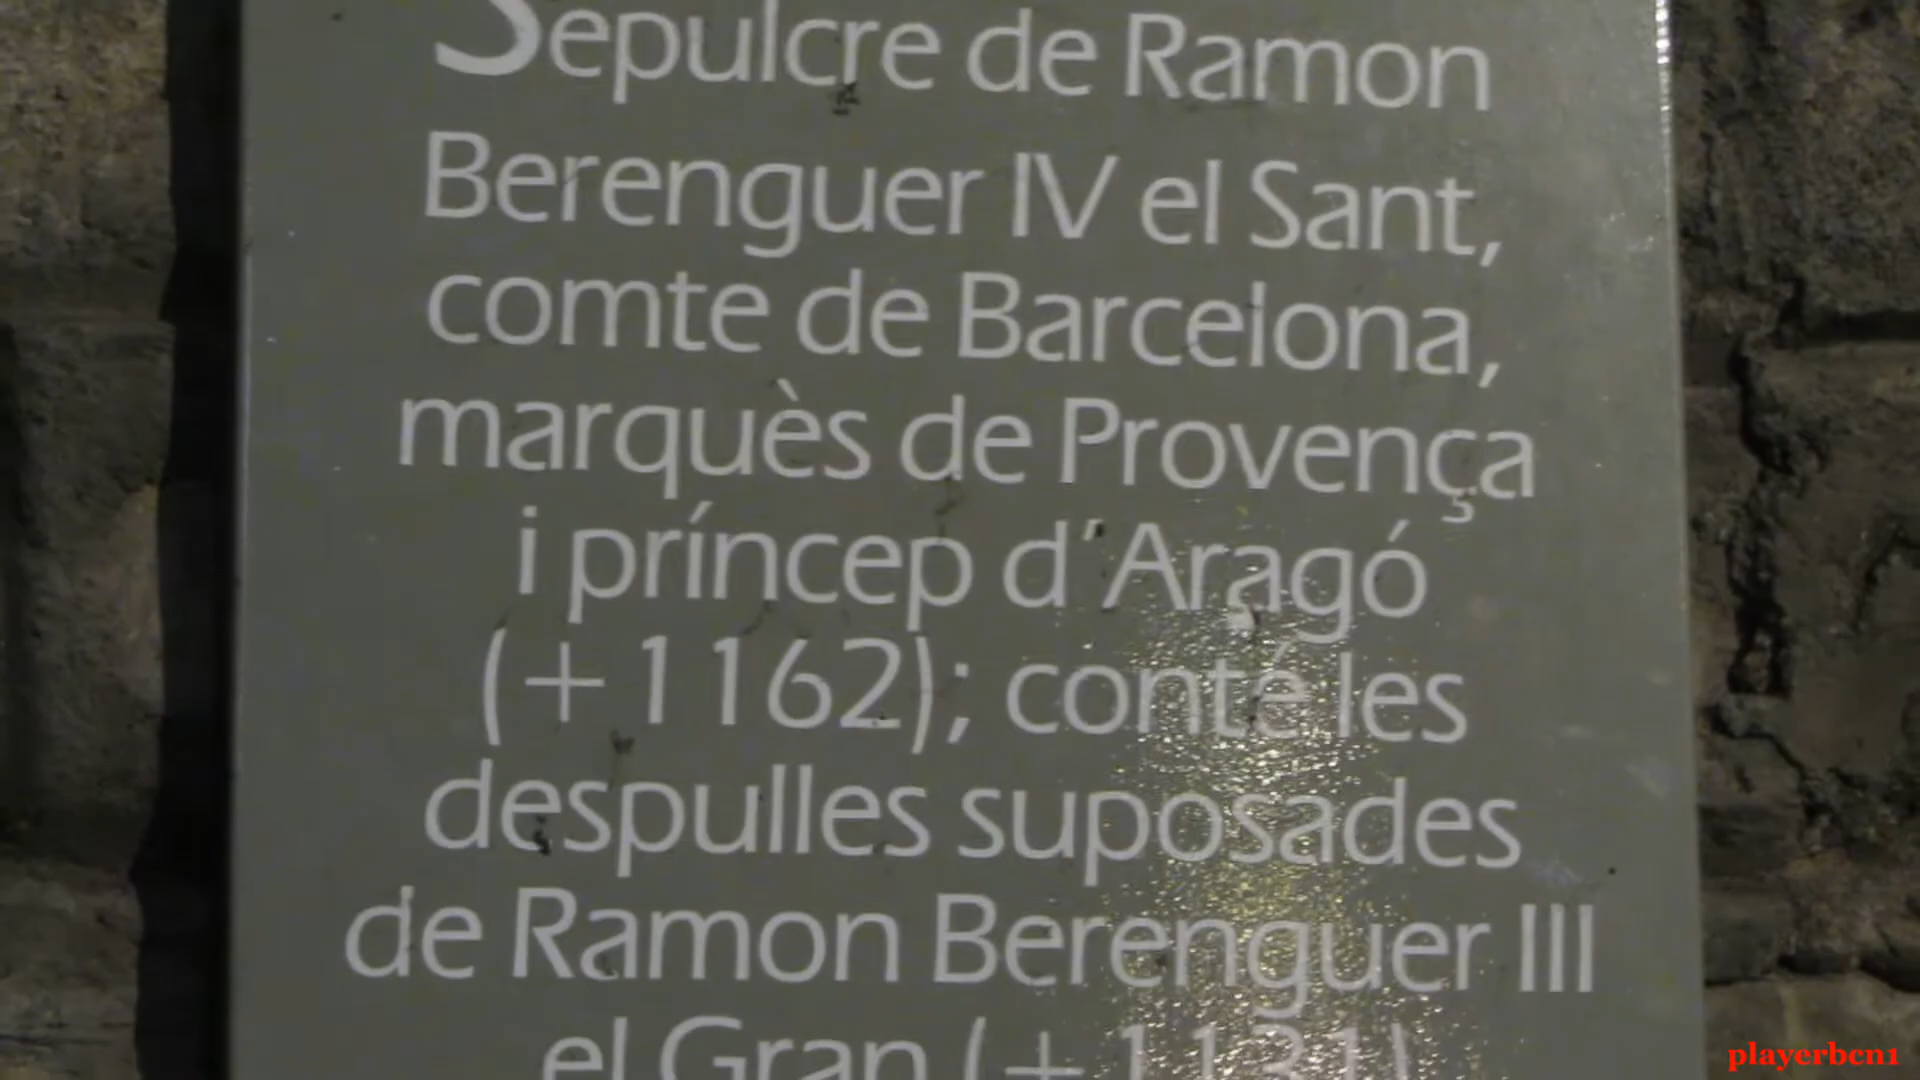 Sepulcre de Ramon
Berenguer IV el Sant,
comte de Barcelona,
marquès de Provença
i príncep d'Aragó
(+1162); conté les
despulles suposades
de Ramon Berenguer III
el Gran (+1131)
playerbcn1